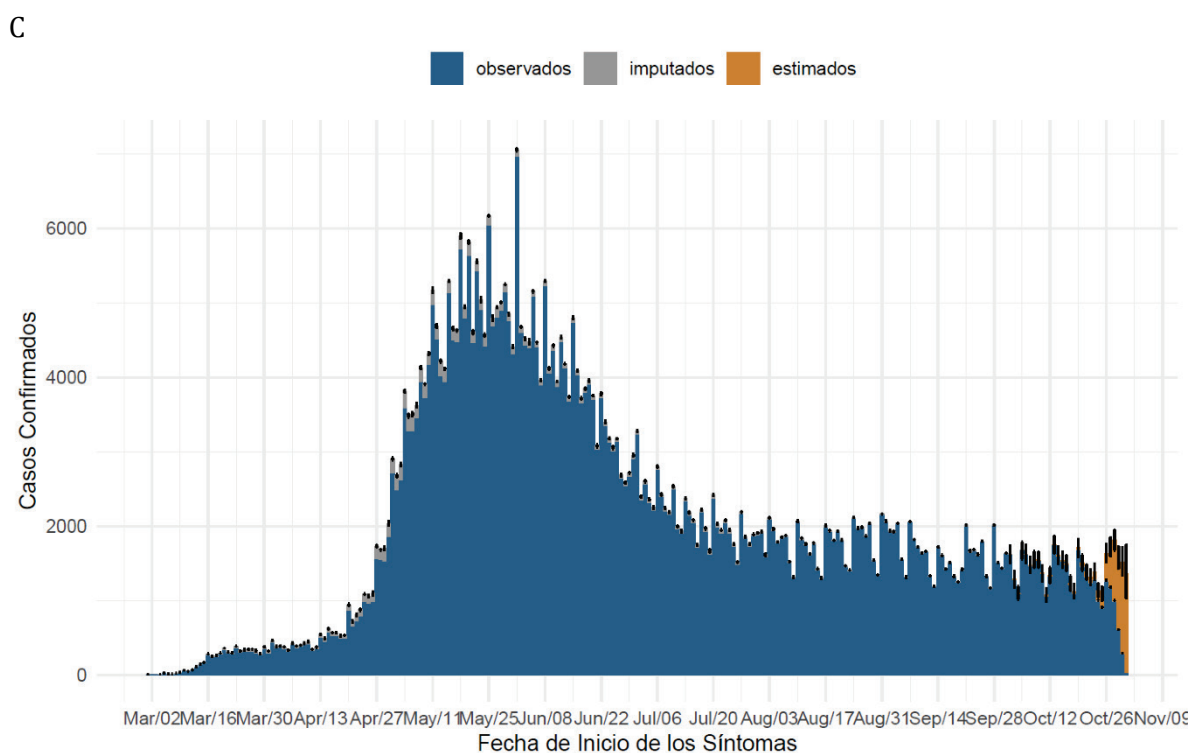 C
observados imputados estimados
6000
4000
2000
0
Casos Confirmados
Mar/02 Mar/16 Mar/30 Apr/13 Apr/27 May/11 May/25 Jun/08 Jun/22 Jul/06 Jul/20 Aug/03 Aug/17 Aug/31 Sep/14 Sep/28 Oct/12 Oct/26 Nov/09
Fecha de Inicio de los Síntomas